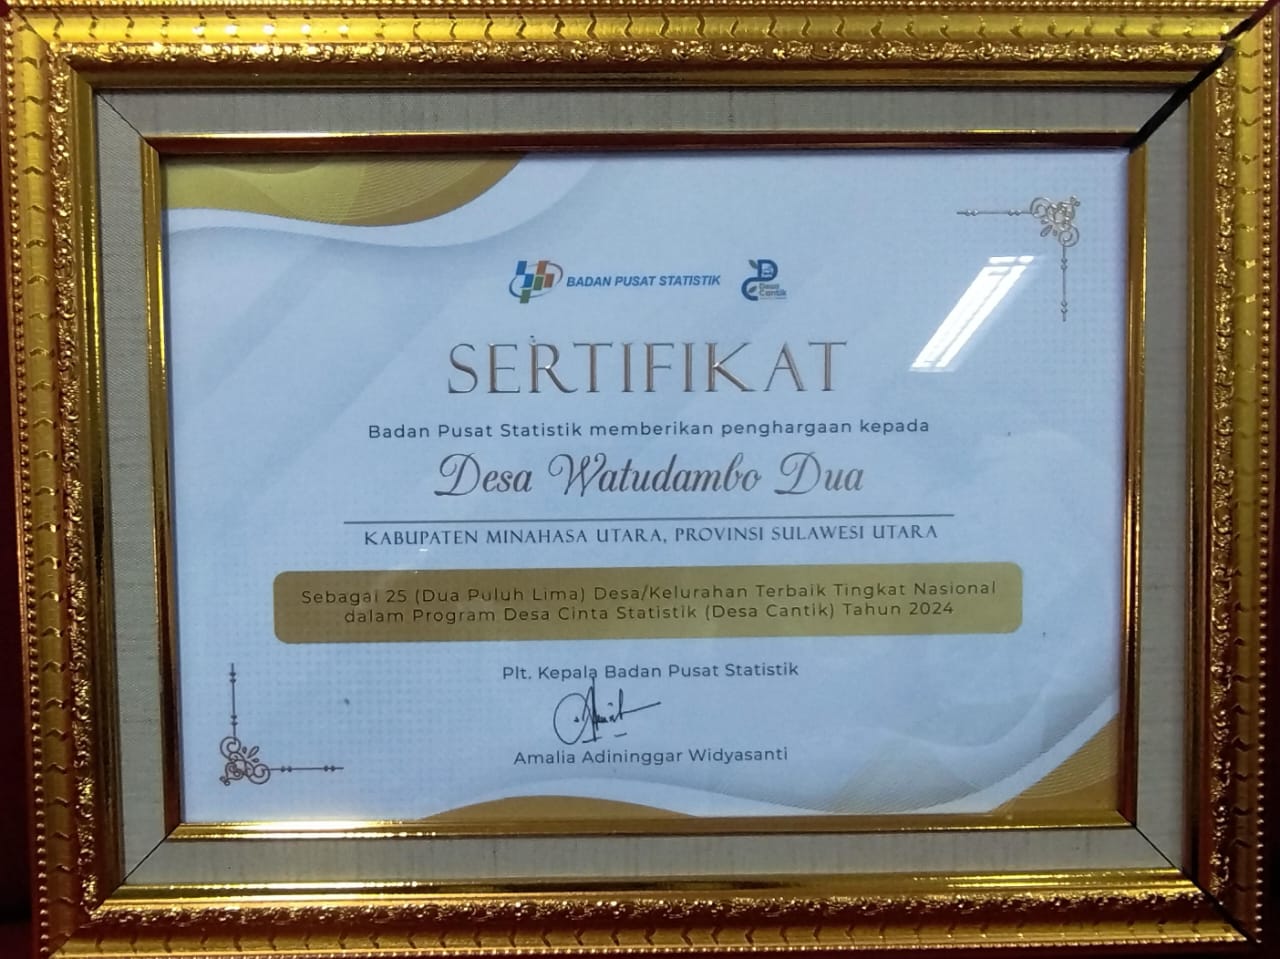 BADAN PUSAT STATISTIK
Desa
Cantik
SERTIFIKAT
Badan Pusat Statistik memberikan penghargaan kepada
Desa Watudambo Dua
KABUPATEN MINAHASA UTARA, PROVINSI SULAWESI UTARA
Sebagai 25 (Dua Puluh Lima) Desa/Kelurahan Terbaik Tingkat Nasional
dalam Program Desa Cinta Statistik (Desa Cantik) Tahun 2024
Plt. Kepala Badan Pusat Statistik
Amalia Adininggar Widyasanti